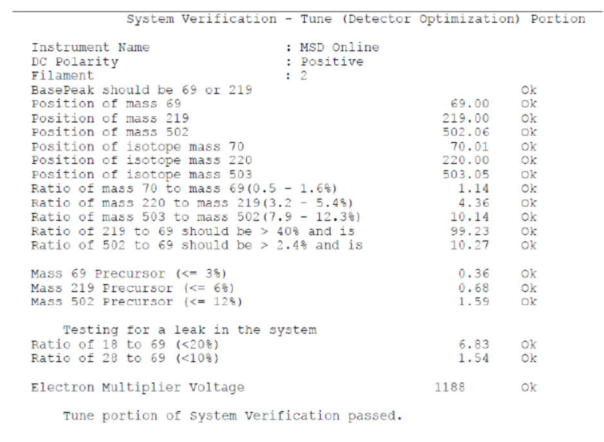 System Verification - Tune (Detector Optimization) Portion
Instrument Name : MSD Online
DC Polarity : Positive
Filament : 2
BasePeak should be 69 or 219 Ok
Position of mass 69 69.00 Ok
Position of mass 219 219.00 Ok
Position of mass 502 502.06 Ok
Position of isotope mass 70 70.01 Ok
Position of isotope mass 220 220.00 Ok
Position of isotope mass 503 503.05 Ok
Ratio of mass 70 to mass 69(0.5 - 1.6%) 1.14 Ok
Ratio of mass 220 to mass 219(3.2 - 5.4%) 4.36 Ok
Ratio of mass 503 to mass 502(7.9 - 12.3%) 10.14 Ok
Ratio of 219 to 69 should be > 40% and is 99.23 Ok
Ratio of 502 to 69 should be > 2.4% and is 10.27 Ok
Mass 69 Precursor (<= 3%) 0.36 Ok
Mass 219 Precursor (<= 6%) 0.68 Ok
Mass 502 Precursor (<= 12%) 1.59 Ok
Testing for a leak in the system
Ratio of 18 to 69 (<20%) 6.83 Ok
Ratio of 28 to 69 (<10%) 1.54 Ok
Electron Multiplier Voltage 1188 Ok
Tune portion of System Verification passed.